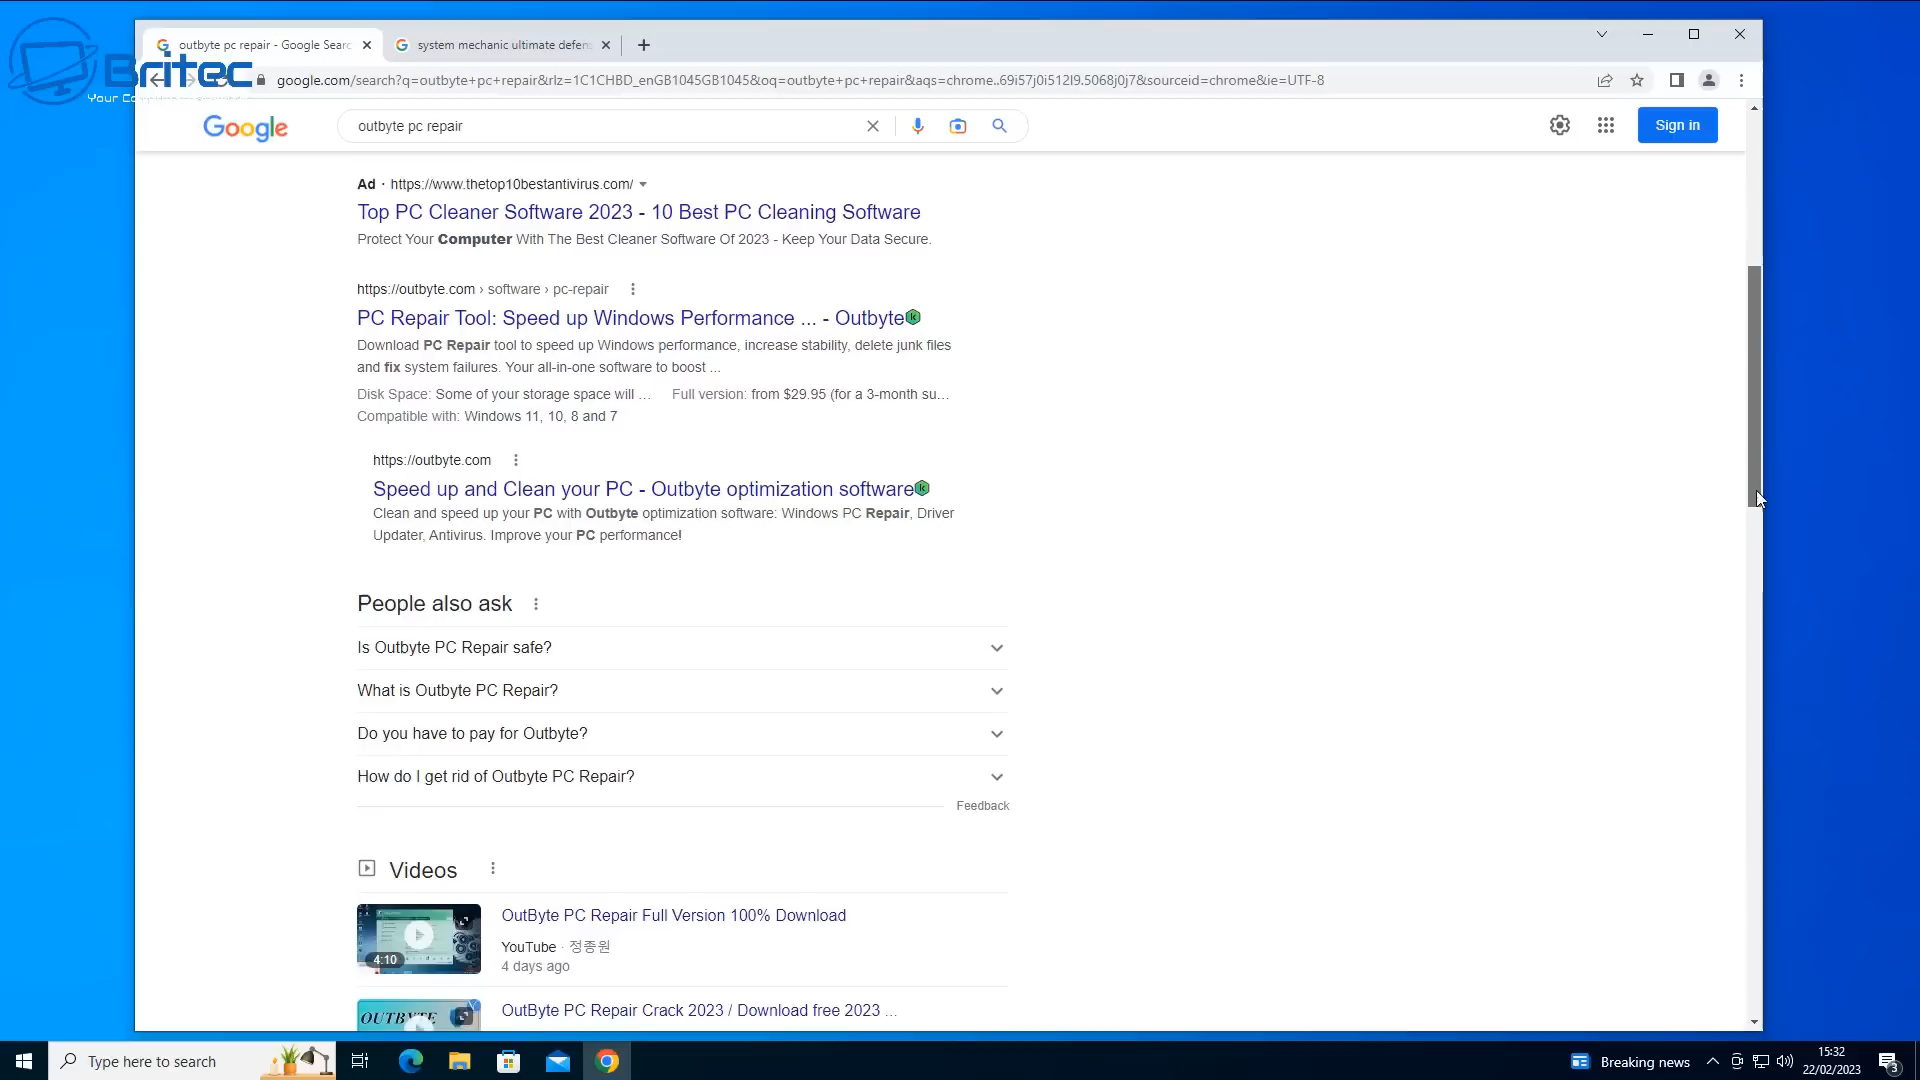 outbyte pc repair - Google Searc
system mechanic ultimate defens
Britec
Your Co
google.com/search?q=outbyte+pc+repair&rlz=1C1CHBD_enGB1045GB1045&oq=outbyte+pc+repair&aqs=chrome..69i57j0i512l9.5068j0j7&sourceid=chrome&ie=UTF-8
Google
outbyte pc repair
Sign in
Ad · https://www.thetop10bestantivirus.com/
Top PC Cleaner Software 2023 - 10 Best PC Cleaning Software
Protect Your Computer With The Best Cleaner Software Of 2023 - Keep Your Data Secure.
https://outbyte.com › software › pc-repair
PC Repair Tool: Speed up Windows Performance ... - Outbyte
Download PC Repair tool to speed up Windows performance, increase stability, delete junk files
and fix system failures. Your all-in-one software to boost ...
Disk Space: Some of your storage space will ... Full version: from $29.95 (for a 3-month su...
Compatible with: Windows 11, 10, 8 and 7
https://outbyte.com
Speed up and Clean your PC - Outbyte optimization software
Clean and speed up your PC with Outbyte optimization software: Windows PC Repair, Driver
Updater, Antivirus. Improve your PC performance!
People also ask
Is Outbyte PC Repair safe?
What is Outbyte PC Repair?
Do you have to pay for Outbyte?
How do I get rid of Outbyte PC Repair?
Feedback
Videos
4:10
OutByte PC Repair Full Version 100% Download
YouTube · 정종원
4 days ago
OUTBYTE
OutByte PC Repair Crack 2023 / Download free 2023 ...
Type here to search
Breaking news
15:32
22/02/2023
3